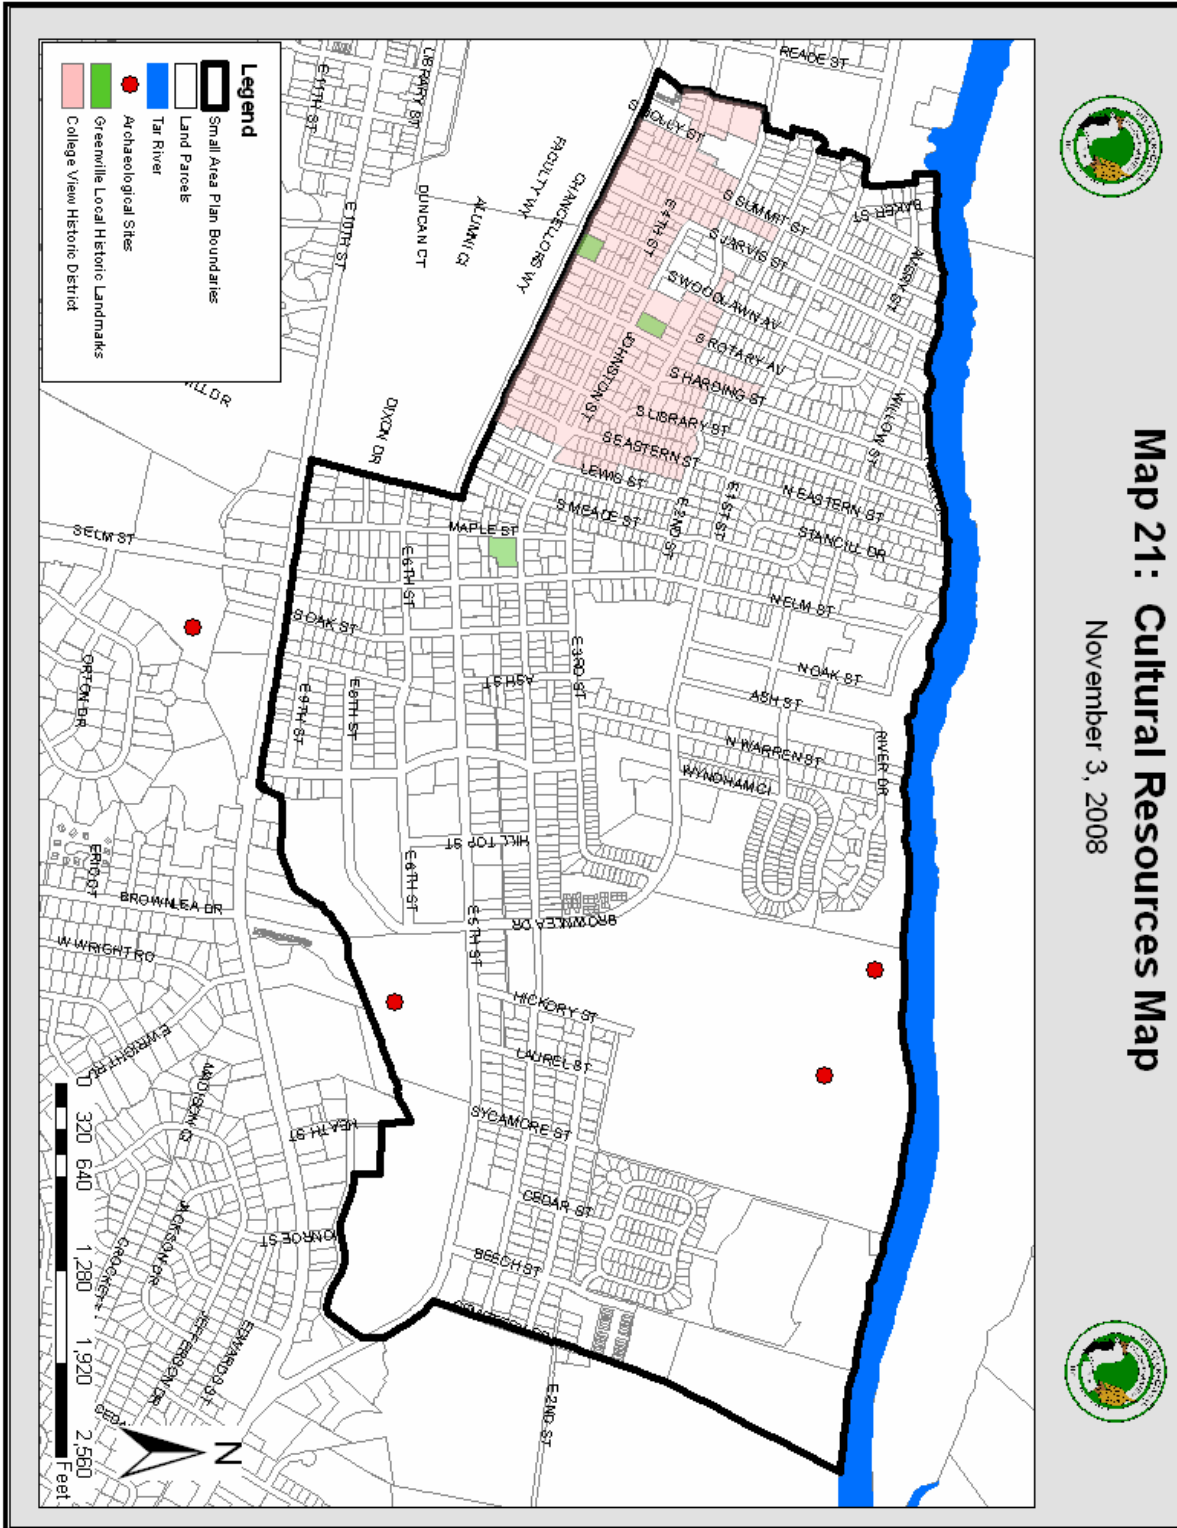 Map 21: Cultural Resources Map
November 3, 2008
READE ST
S HOLLY ST
FACULTY WY
CHANCELLORS WY
ALUMNI CI
DUNCAN CT
LIBRARY ST
E 11TH ST
E 10TH ST
DIXON DR
E 4TH ST
S SUMMIT ST
S JARVIS ST
S WOODLAWN AV
S ROTARY AV
S HARDING ST
S LIBRARY ST
S EASTERN ST
JOHNSTON ST
LEWIS ST
S MEADE ST
E 2ND ST
E 1ST ST
N EASTERN ST
STANCILL DR
WILLOW ST
AVERY ST
BAKER ST
MAPLE ST
E 6TH ST
S ELM ST
S OAK ST
E 9TH ST
E 8TH ST
ASH ST
E 3RD ST
N ELM ST
N OAK ST
ASH ST
N WARREN ST
WYNDHAM CI
RIVER DR
ORTON DR
ERIC CT
BROWNLEA DR
W WRIGHT RD
E WRIGHT RD
HILL TOP ST
E 6TH ST
E 5TH ST
BROWNLEA DR
HICKORY ST
LAUREL ST
SYCAMORE ST
CEDAR ST
BEECH ST
E 2ND ST
HEATH ST
MADISON CI
JACKSON DR
CROCKETT
JEFFERSON DR
EDWARDS ST
Legend
Small Area Plan Boundaries
Land Parcels
Tar River
Archaeological Sites
Greenville Local Historic Landmarks
College View Historic District
0 320 640 1,280 1,920 2,560
Feet
N